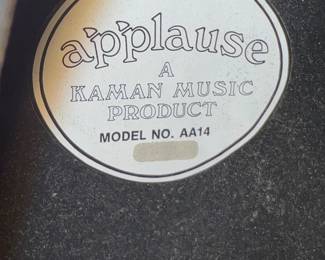 applause
A
KAMAN MUSIC
PRODUCT
MODEL NO. AA14